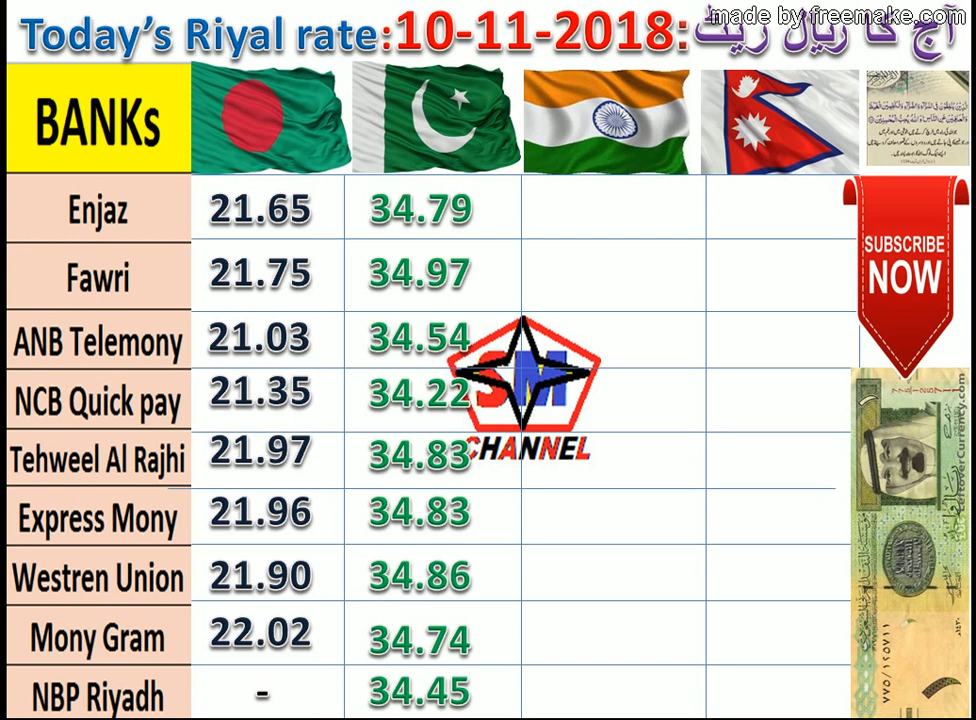 Today's Riyal rate:10-11-2018:آج کا ریال ریٹ
made by freemake.com
BANKs
Enjaz 21.65 34.79
Fawri 21.75 34.97
ANB Telemony 21.03 34.54
NCB Quick pay 21.35 34.22
Tehweel Al Rajhi 21.97 34.83
Express Mony 21.96 34.83
Westren Union 21.90 34.86
Mony Gram 22.02 34.74
NBP Riyadh - 34.45
SM
CHANNEL
SUBSCRIBE
NOW
LeftoverCurrency.com